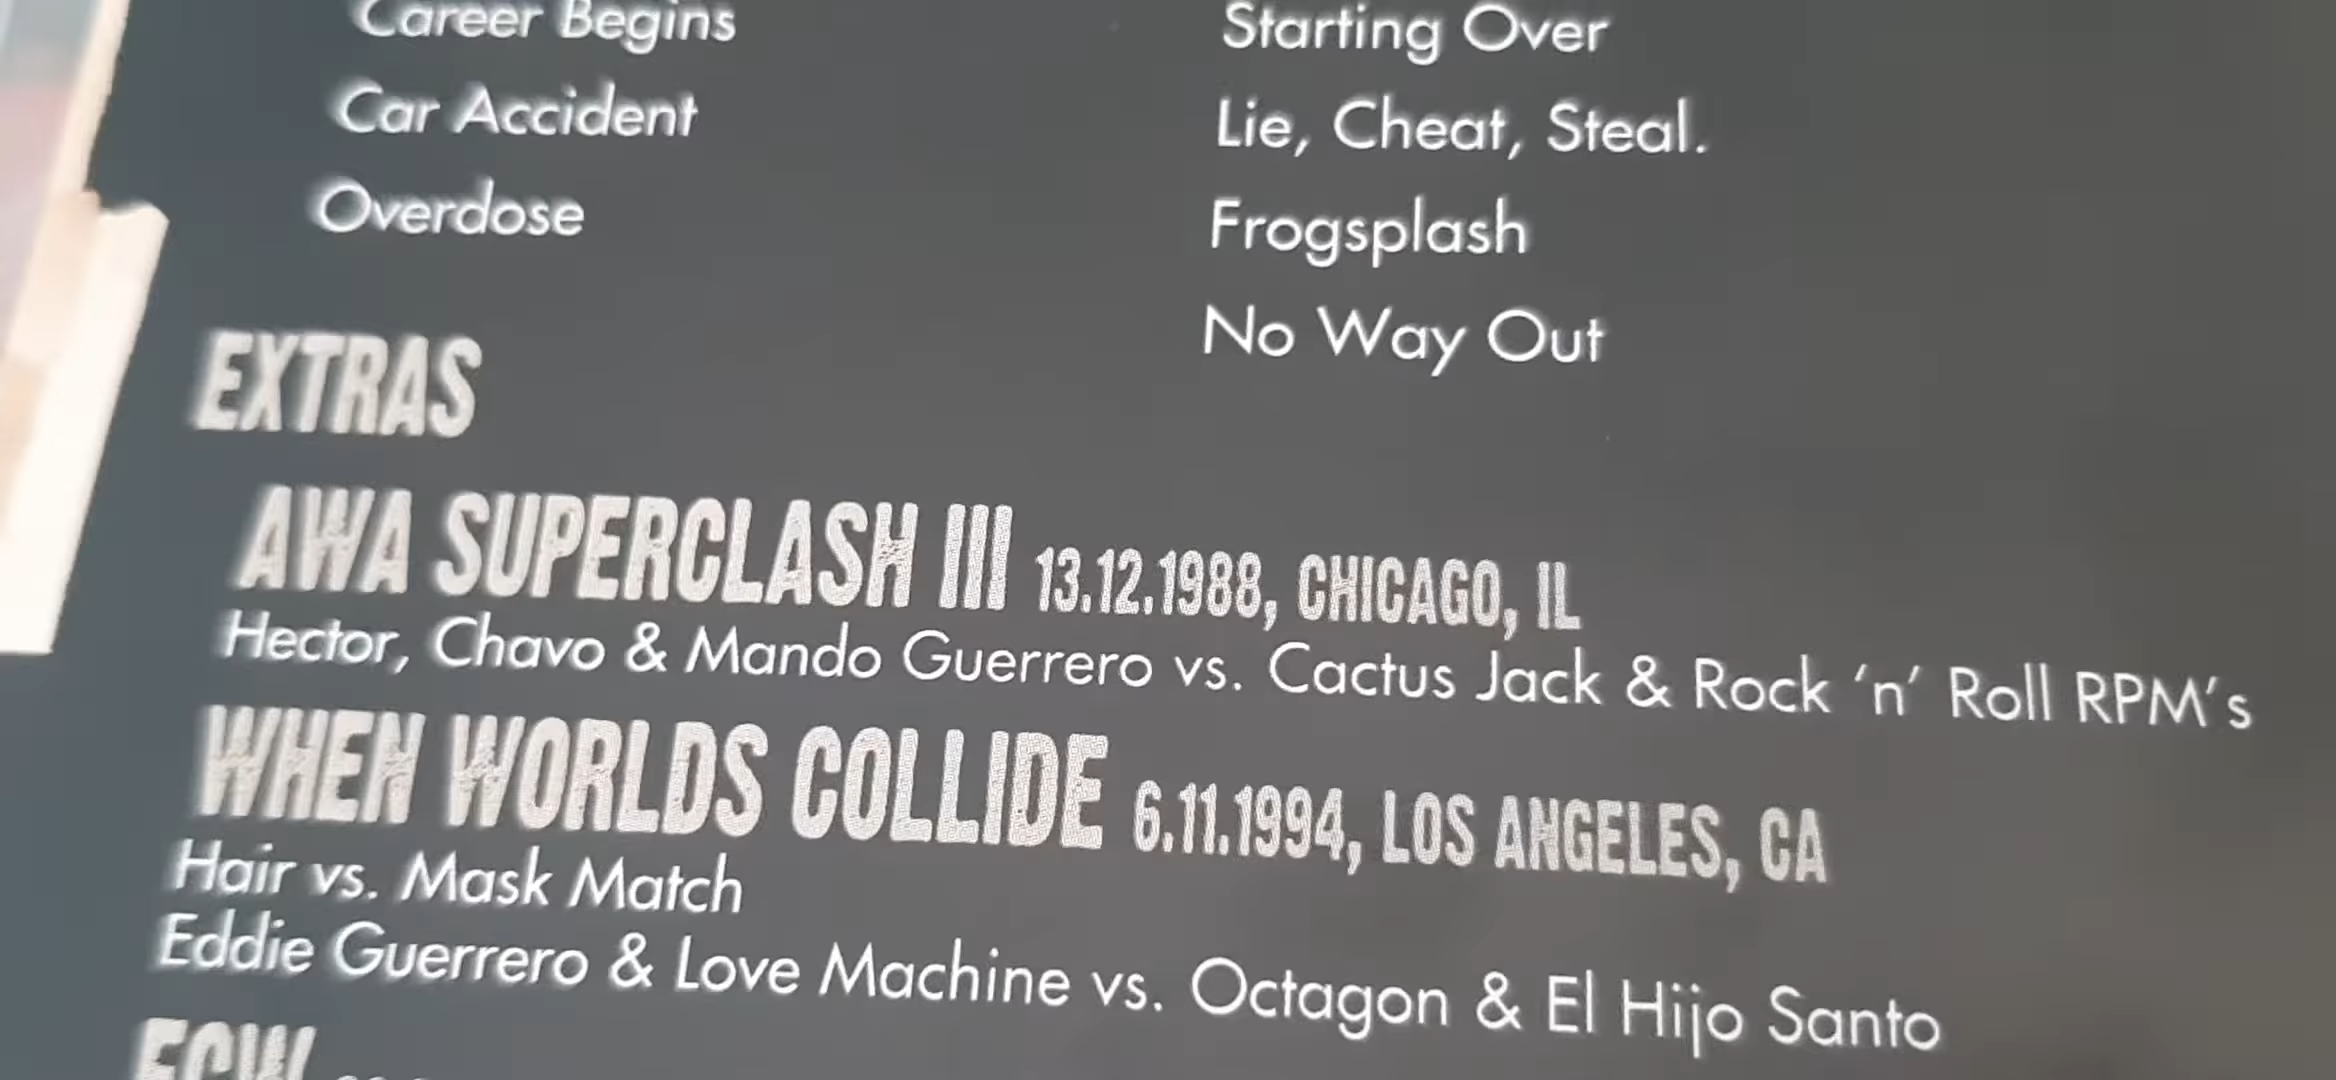 Career Begins
Car Accident
Overdose
Starting Over
Lie, Cheat, Steal.
Frogsplash
No Way Out
EXTRAS
AWA SUPERCLASH III 13.12.1988, CHICAGO, IL
Hector, Chavo & Mando Guerrero vs. Cactus Jack & Rock ‘n’ Roll RPM’s
WHEN WORLDS COLLIDE 6.11.1994, LOS ANGELES, CA
Hair vs. Mask Match
Eddie Guerrero & Love Machine vs. Octagon & El Hijo Santo
ECW